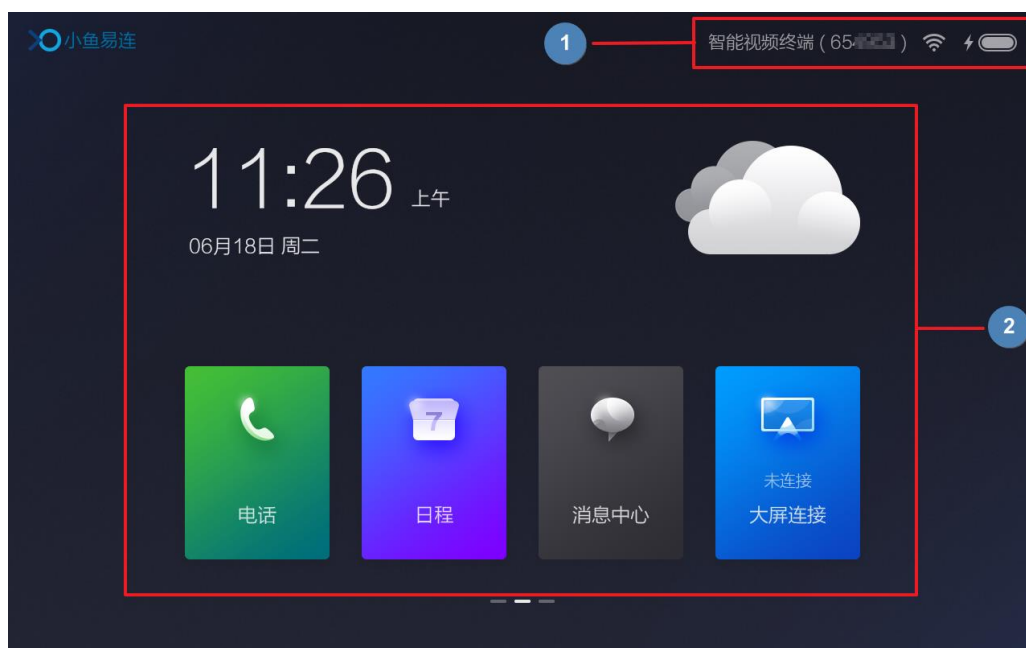 小鱼易连
1
智能视频终端 ( 65 )
11:26 上午
06月18日 周二
2
7
未连接
电话
日程
消息中心
大屏连接